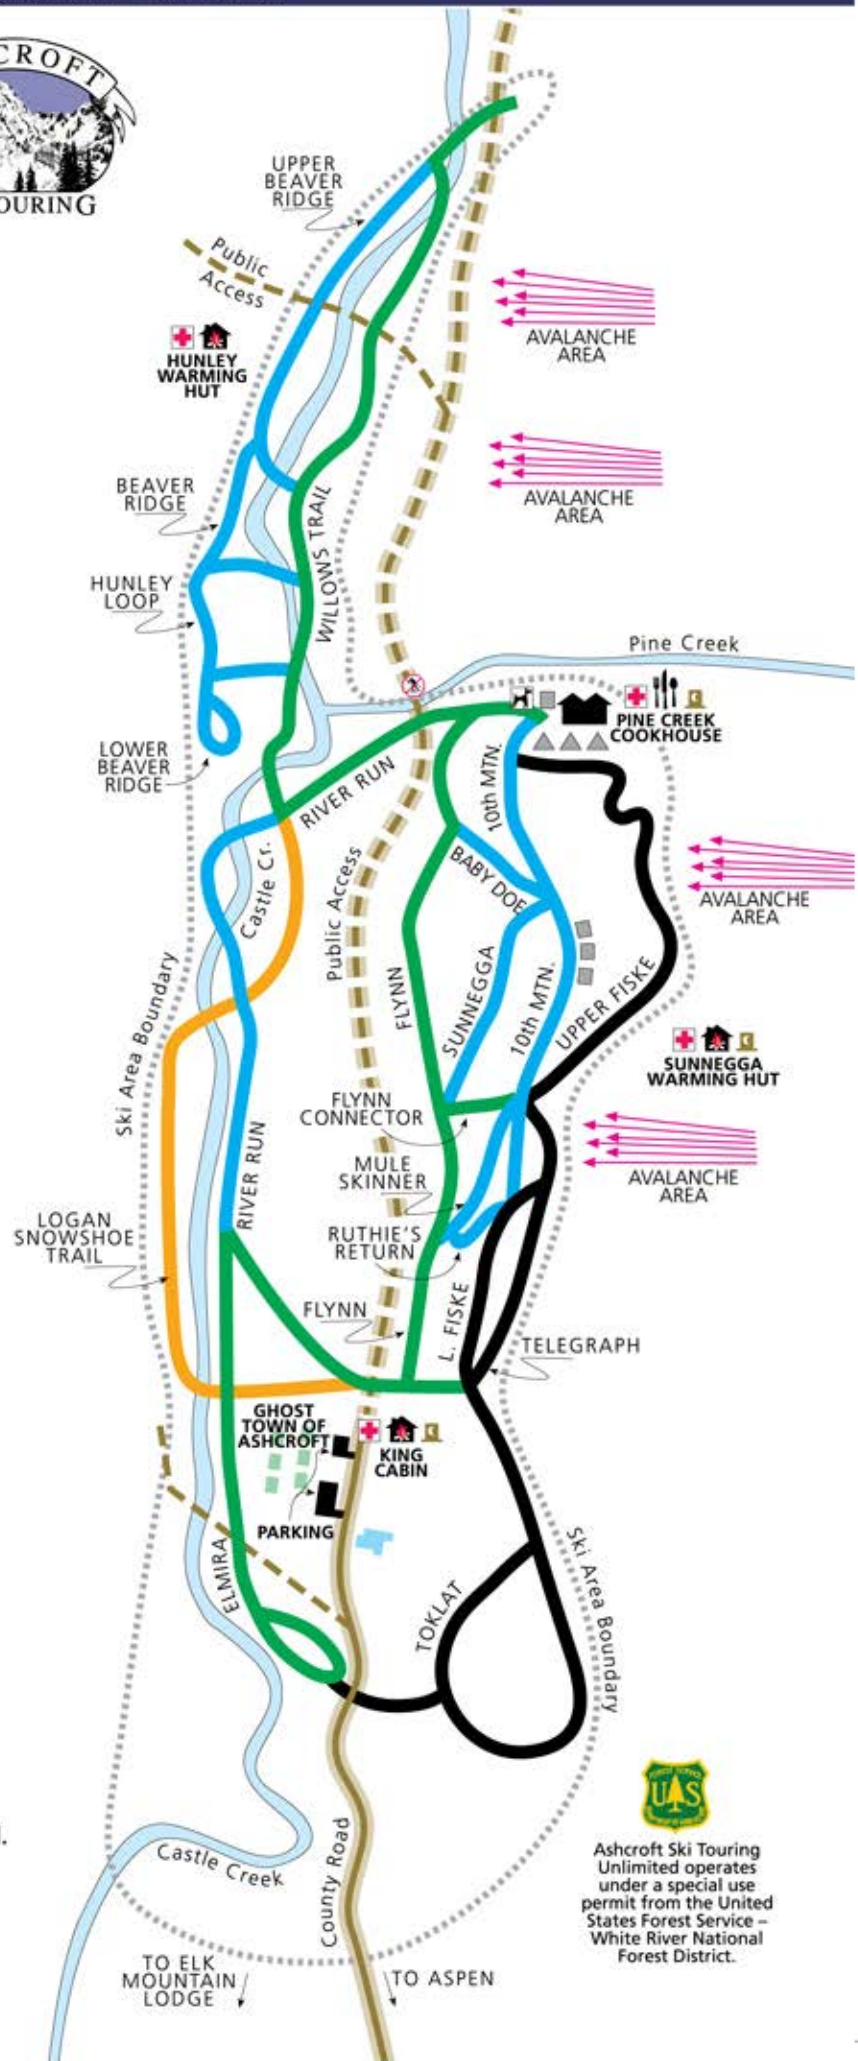 CROFT
OURING
UPPER
BEAVER
RIDGE
Public
Access
AVALANCHE
AREA
HUNLEY
WARMING
HUT
BEAVER
RIDGE
AVALANCHE
AREA
WILLOWS TRAIL
HUNLEY
LOOP
Pine Creek
PINE CREEK
COOKHOUSE
LOWER
BEAVER
RIDGE
RIVER RUN
10th MTN.
BABY DOE
Castle Cr.
Public Access
AVALANCHE
AREA
Ski Area Boundary
FLYNN
SUNNEGGA
10th MTN.
UPPER FISKE
SUNNEGGA
WARMING HUT
FLYNN
CONNECTOR
RIVER RUN
MULE
SKINNER
AVALANCHE
AREA
LOGAN
SNOWSHOE
TRAIL
RUTHIE'S
RETURN
FLYNN
L. FISKE
TELEGRAPH
GHOST
TOWN OF
ASHCROFT
KING
CABIN
PARKING
ELMIRA
TOKLAT
Ski Area Boundary
FOREST SERVICE
U S
Ashcroft Ski Touring
Unlimited operates
under a special use
permit from the United
States Forest Service –
White River National
Forest District.
Castle Creek
County Road
TO ELK
MOUNTAIN
LODGE
TO ASPEN